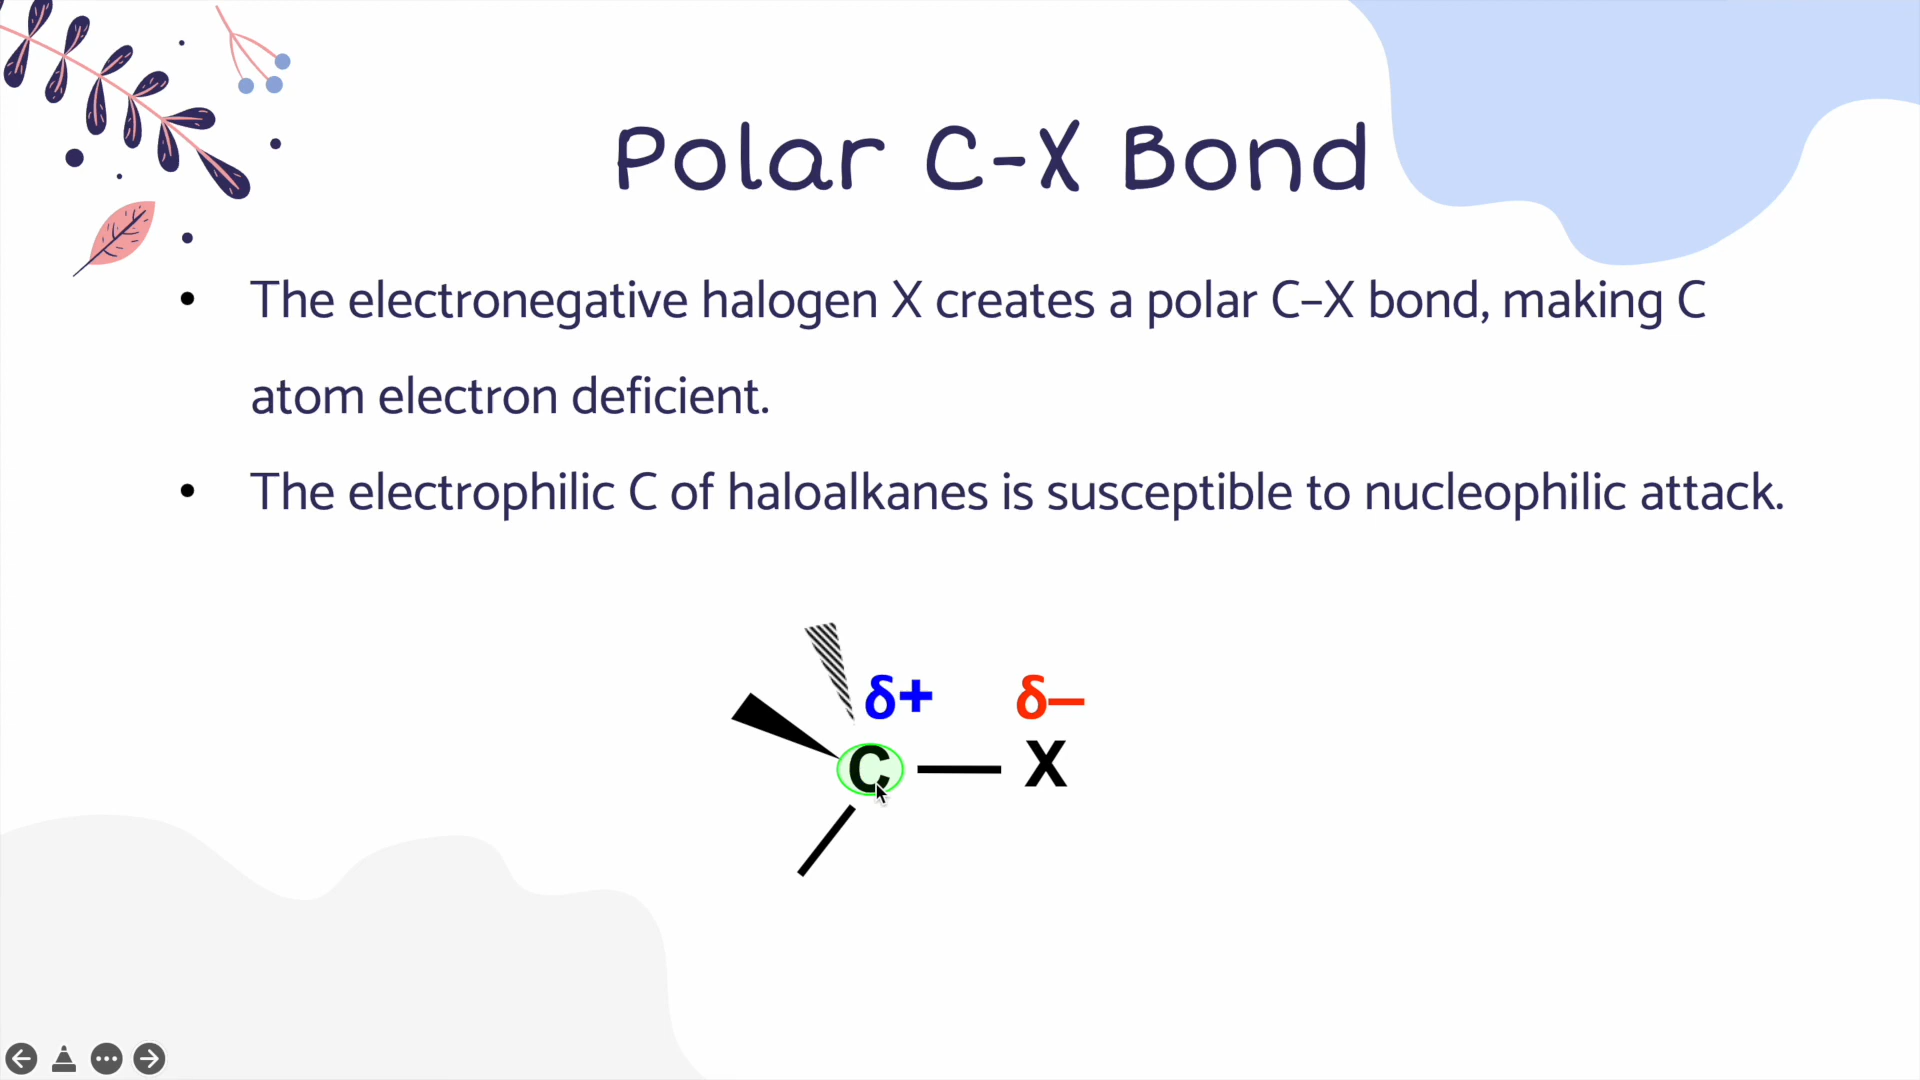 Polar C-X Bond
• The electronegative halogen X creates a polar C–X bond, making C
atom electron deficient.
• The electrophilic C of haloalkanes is susceptible to nucleophilic attack.
δ+ δ–
C X